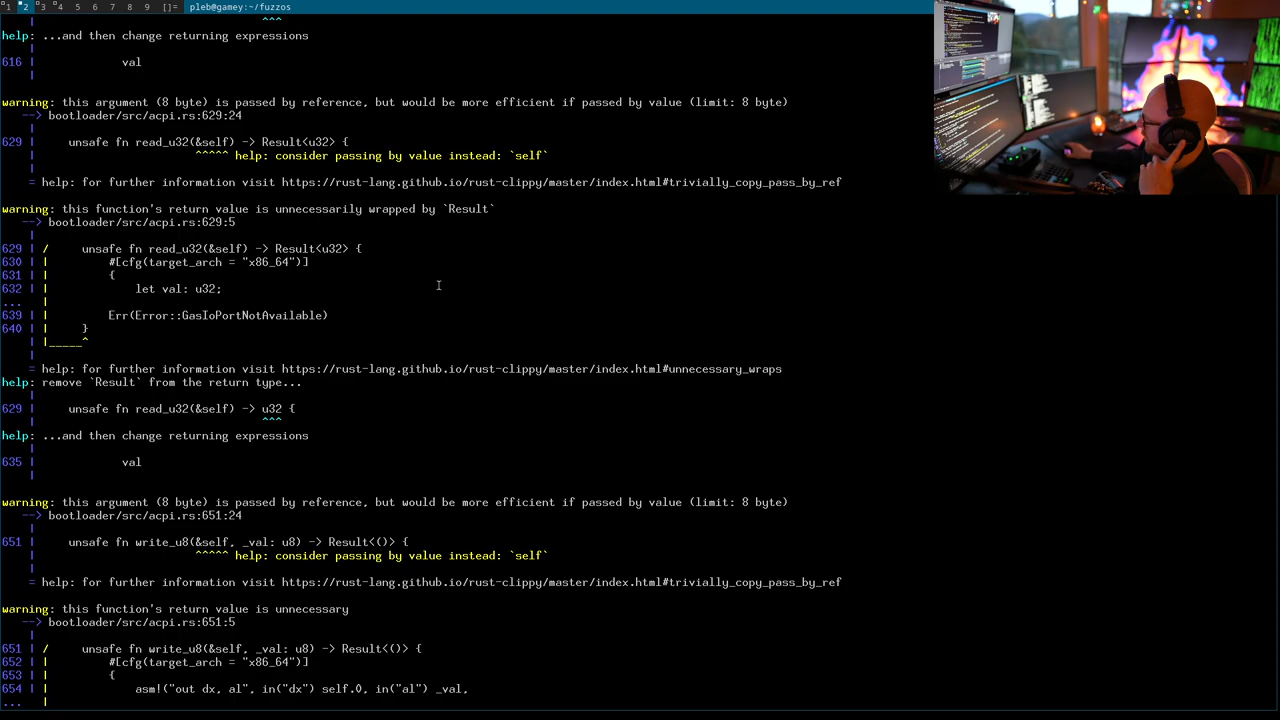 1 2 3 4 5 6 7 8 9 []= pleb@gamey:~/fuzzos
^^^
help: ...and then change returning expressions
|
616 |             val
|
warning: this argument (8 byte) is passed by reference, but would be more efficient if passed by value (limit: 8 byte)
--> bootloader/src/acpi.rs:629:24
|
629 |     unsafe fn read_u32(&self) -> Result<u32> {
|                        ^^^^^ help: consider passing by value instead: `self`
|
= help: for further information visit https://rust-lang.github.io/rust-clippy/master/index.html#trivially_copy_pass_by_ref
warning: this function's return value is unnecessarily wrapped by `Result`
--> bootloader/src/acpi.rs:629:5
|
629 | /     unsafe fn read_u32(&self) -> Result<u32> {
630 | |         #[cfg(target_arch = "x86_64")]
631 | |         {
632 | |             let val: u32;
... |
639 | |         Err(Error::GasIoPortNotAvailable)
640 | |     }
| |_____^
|
= help: for further information visit https://rust-lang.github.io/rust-clippy/master/index.html#unnecessary_wraps
help: remove `Result` from the return type...
|
629 |     unsafe fn read_u32(&self) -> u32 {
|                                  ^^^
help: ...and then change returning expressions
|
635 |             val
|
warning: this argument (8 byte) is passed by reference, but would be more efficient if passed by value (limit: 8 byte)
--> bootloader/src/acpi.rs:651:24
|
651 |     unsafe fn write_u8(&self, _val: u8) -> Result<()> {
|                        ^^^^^ help: consider passing by value instead: `self`
|
= help: for further information visit https://rust-lang.github.io/rust-clippy/master/index.html#trivially_copy_pass_by_ref
warning: this function's return value is unnecessary
--> bootloader/src/acpi.rs:651:5
|
651 | /     unsafe fn write_u8(&self, _val: u8) -> Result<()> {
652 | |         #[cfg(target_arch = "x86_64")]
653 | |         {
654 | |             asm!("out dx, al", in("dx") self.0, in("al") _val,
... |